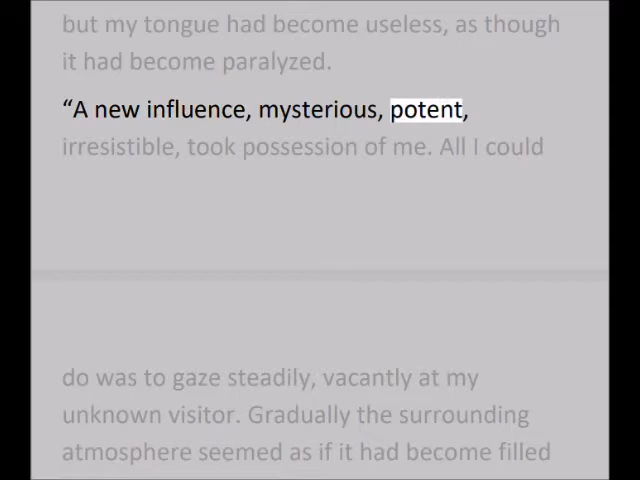 but my tongue had become useless, as though
it had become paralyzed.
“A new influence, mysterious, potent,
irresistible, took possession of me. All I could
do was to gaze steadily, vacantly at my
unknown visitor. Gradually the surrounding
atmosphere seemed as if it had become filled